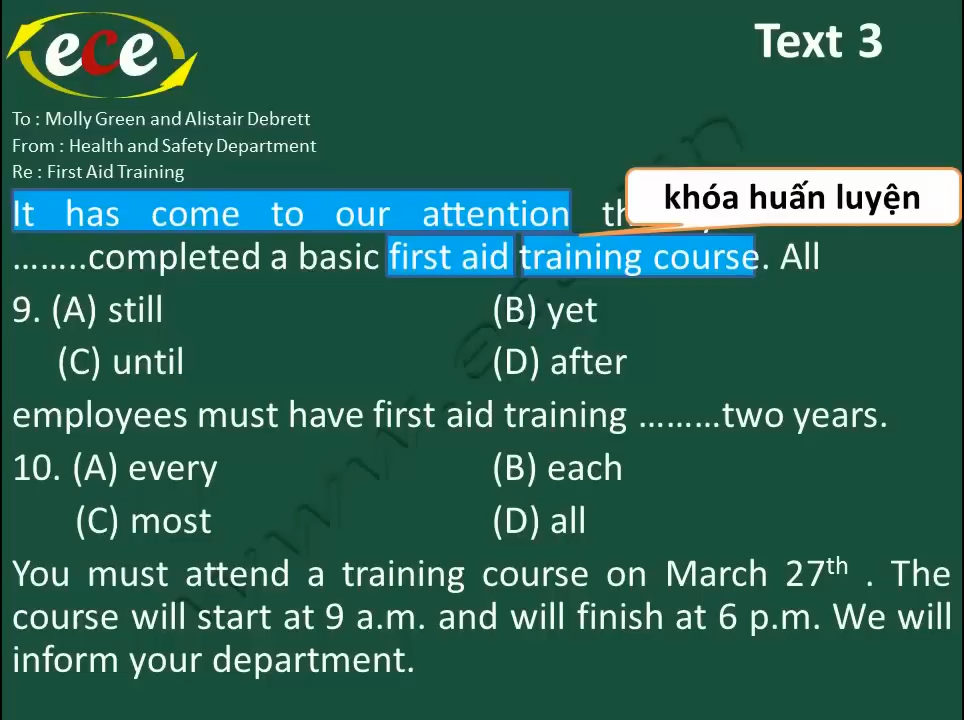 ece
Text 3
To : Molly Green and Alistair Debrett
From : Health and Safety Department
Re : First Aid Training
khóa huấn luyện
It has come to our attention
........completed a basic first aid training course. All
9. (A) still (B) yet
(C) until (D) after
employees must have first aid training .........two years.
10. (A) every (B) each
(C) most (D) all
You must attend a training course on March 27th . The
course will start at 9 a.m. and will finish at 6 p.m. We will
inform your department.